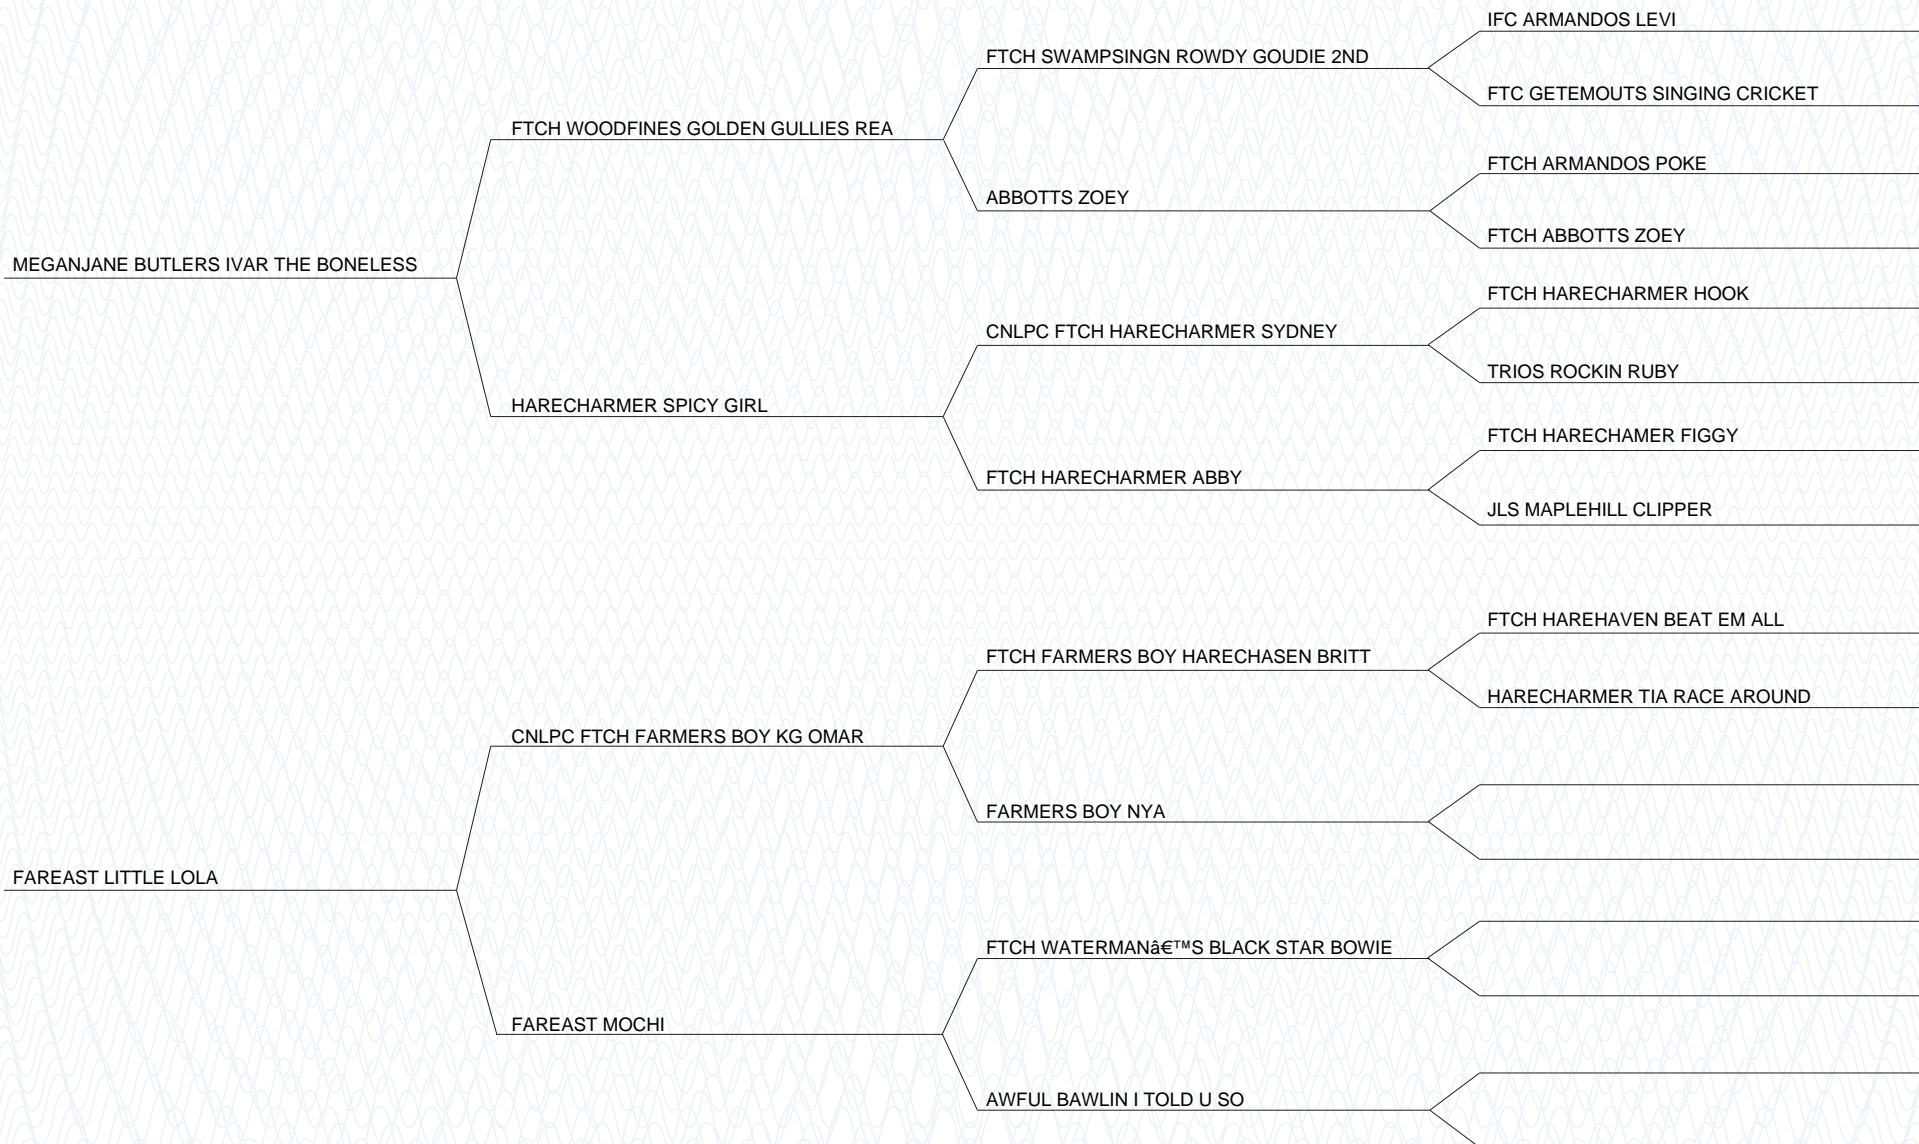 IFC ARMANDOS LEVI
FTCH SWAMPSINGN ROWDY GOUDIE 2ND
FTC GETEMOUTS SINGING CRICKET
FTCH WOODFINES GOLDEN GULLIES REA
FTCH ARMANDOS POKE
ABBOTTS ZOEY
FTCH ABBOTTS ZOEY
MEGANJANE BUTLERS IVAR THE BONELESS
FTCH HARECHARMER HOOK
CNLPC FTCH HARECHARMER SYDNEY
TRIOS ROCKIN RUBY
HARECHARMER SPICY GIRL
FTCH HARECHAMER FIGGY
FTCH HARECHARMER ABBY
JLS MAPLEHILL CLIPPER
FTCH HAREHAVEN BEAT EM ALL
FTCH FARMERS BOY HARECHASEN BRITT
HARECHARMER TIA RACE AROUND
CNLPC FTCH FARMERS BOY KG OMAR
FARMERS BOY NYA
FAREAST LITTLE LOLA
FTCH WATERMANâ€™S BLACK STAR BOWIE
FAREAST MOCHI
AWFUL BAWLIN I TOLD U SO